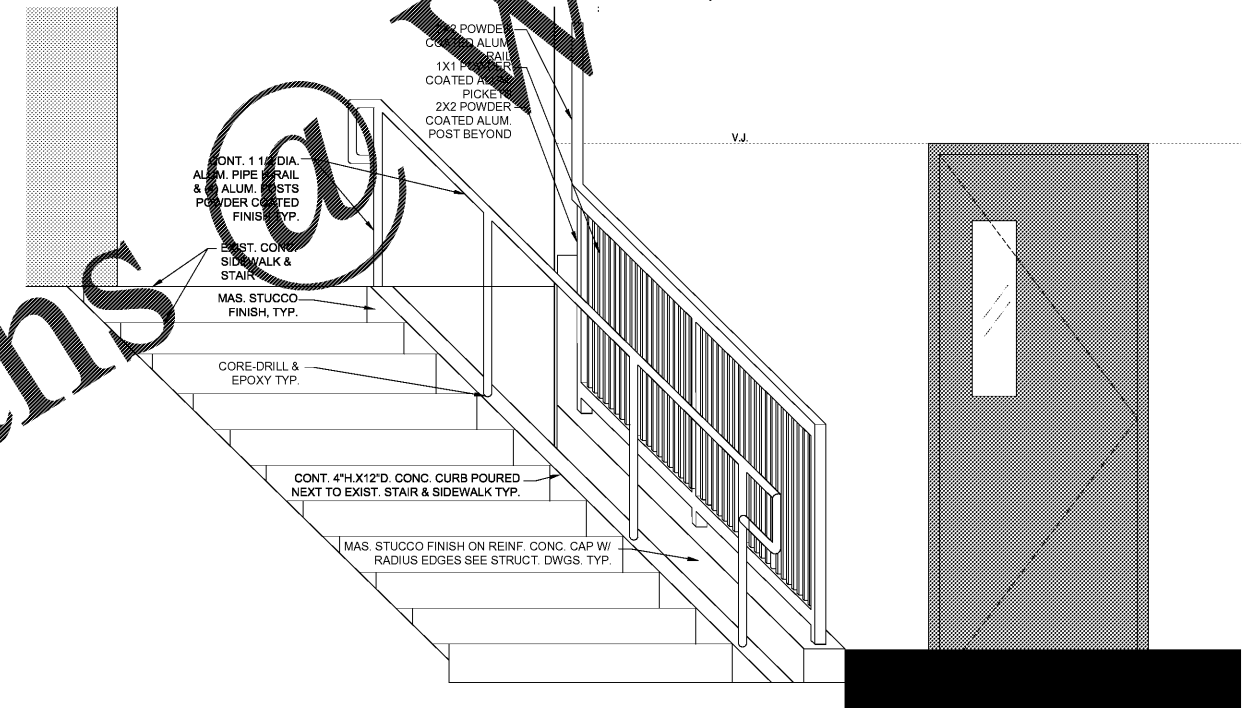 2X2 POWDER
COATED ALUM.
RAIL
1X1 POWDER
COATED ALUM.
PICKETS
2X2 POWDER
COATED ALUM.
POST BEYOND
V.J.
CONT. 1 1/2 DIA.
ALUM. PIPE H-RAIL
& ALUM. POSTS
POWDER COATED
FINISH TYP.
EXIST. CONC.
SIDEWALK &
STAIR
MAS. STUCCO
FINISH, TYP.
CORE-DRILL &
EPOXY TYP.
CONT. 4"H.X12"D. CONC. CURB POURED
NEXT TO EXIST. STAIR & SIDEWALK TYP.
MAS. STUCCO FINISH ON REINF. CONC. CAP W/
RADIUS EDGES SEE STRUCT. DWGS. TYP.
ns @ w